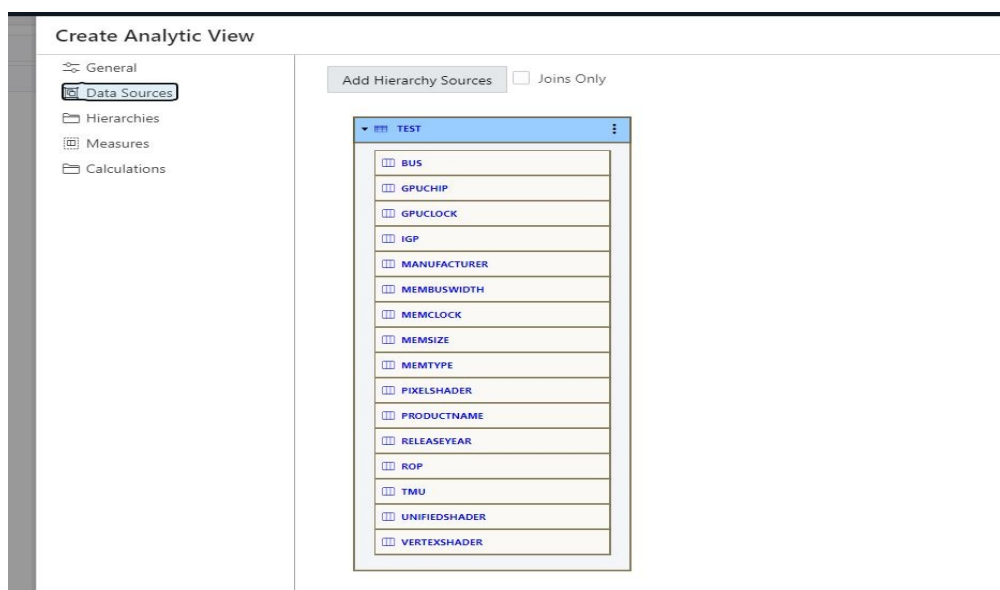 Create Analytic View
General
Data Sources
Hierarchies
Measures
Calculations
Add Hierarchy Sources
Joins Only
TEST
BUS
GPUCHIP
GPUCLOCK
IGP
MANUFACTURER
MEMBUSWIDTH
MEMCLOCK
MEMSIZE
MEMTYPE
PIXELSHADER
PRODUCTNAME
RELEASEYEAR
ROP
TMU
UNIFIEDSHADER
VERTEXSHADER